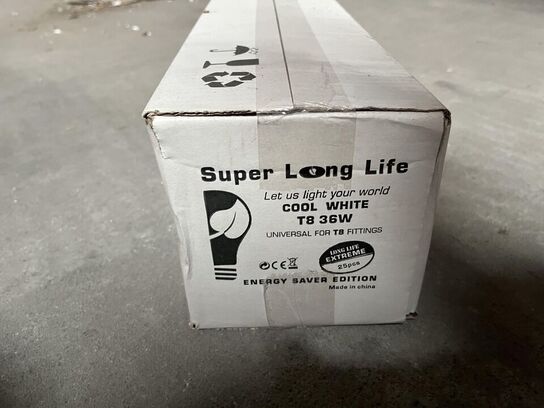 Super Long Life
Let us light your world
COOL WHITE
T8 36W
UNIVERSAL FOR T8 FITTINGS
LONG LIFE
EXTREME
25pcs
CE
ENERGY SAVER EDITION
Made in china